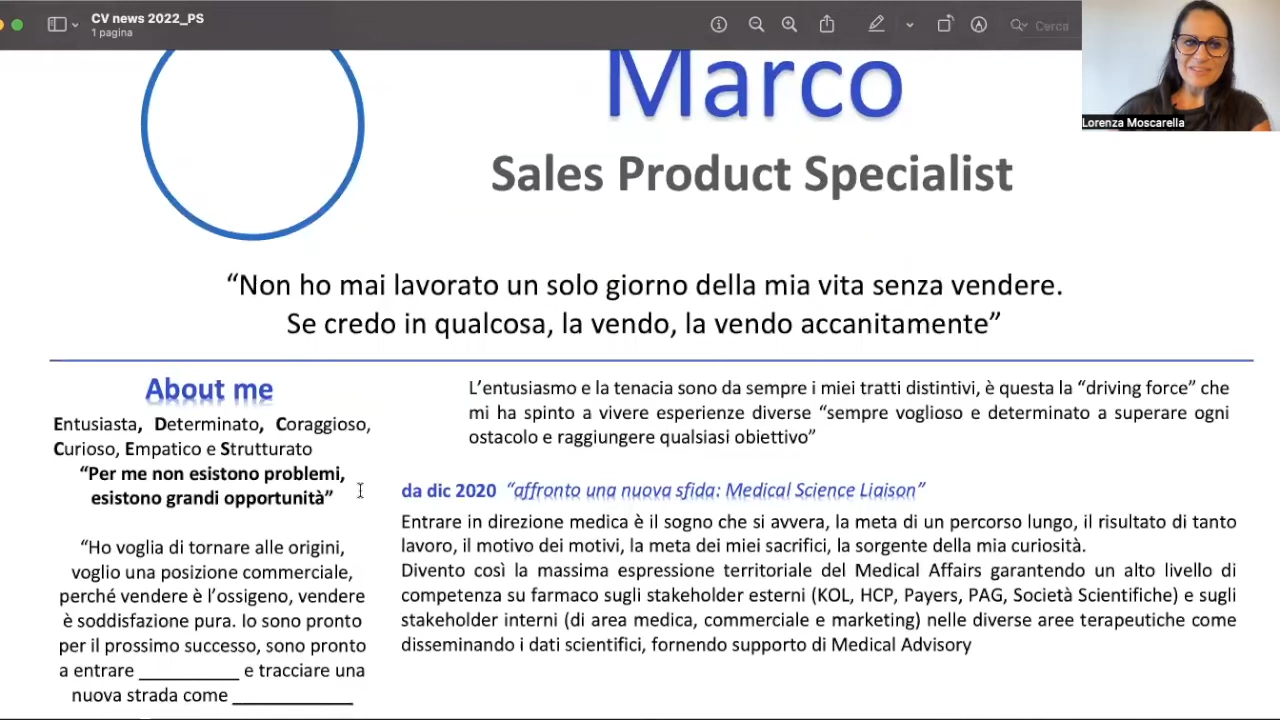 CV news 2022_PS
1 pagina
Cerca
Lorenza Moscarella
Marco
Sales Product Specialist
“Non ho mai lavorato un solo giorno della mia vita senza vendere.
Se credo in qualcosa, la vendo, la vendo accanitamente”
About me
Entusiasta, Determinato, Coraggioso,
Curioso, Empatico e Strutturato
“Per me non esistono problemi,
esistono grandi opportunità”
“Ho voglia di tornare alle origini,
voglio una posizione commerciale,
perché vendere è l’ossigeno, vendere
è soddisfazione pura. Io sono pronto
per il prossimo successo, sono pronto
a entrare __________ e tracciare una
nuova strada come ____________
L’entusiasmo e la tenacia sono da sempre i miei tratti distintivi, è questa la “driving force” che
mi ha spinto a vivere esperienze diverse “sempre voglioso e determinato a superare ogni
ostacolo e raggiungere qualsiasi obiettivo”
da dic 2020 “affronto una nuova sfida: Medical Science Liaison”
Entrare in direzione medica è il sogno che si avvera, la meta di un percorso lungo, il risultato di tanto
lavoro, il motivo dei motivi, la meta dei miei sacrifici, la sorgente della mia curiosità.
Divento così la massima espressione territoriale del Medical Affairs garantendo un alto livello di
competenza su farmaco sugli stakeholder esterni (KOL, HCP, Payers, PAG, Società Scientifiche) e sugli
stakeholder interni (di area medica, commerciale e marketing) nelle diverse aree terapeutiche come
disseminando i dati scientifici, fornendo supporto di Medical Advisory